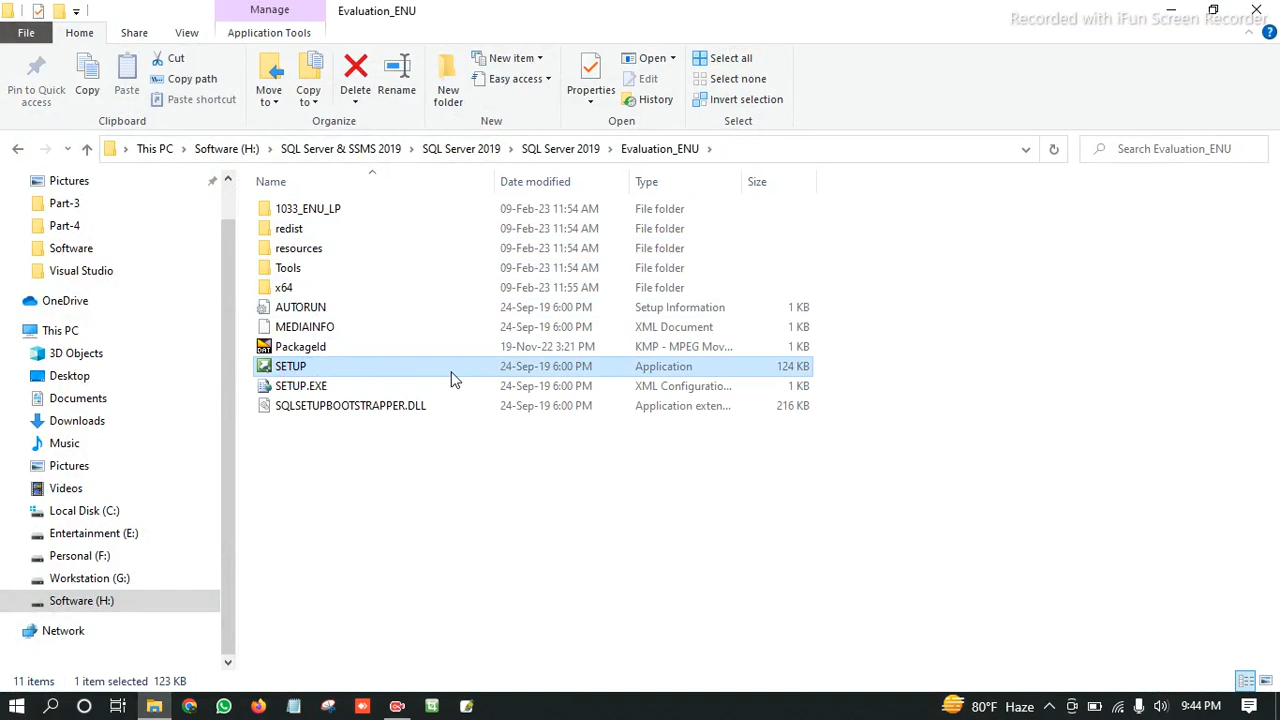 Manage
Evaluation_ENU
Recorded with iFun Screen Recorder
File
Home
Share
View
Application Tools
Pin to Quick access
Copy
Paste
Cut
Copy path
Paste shortcut
Clipboard
Move to
Copy to
Delete
Rename
Organize
New folder
New item
Easy access
New
Properties
Open
Edit
History
Open
Select all
Select none
Invert selection
Select
This PC
Software (H:)
SQL Server & SSMS 2019
SQL Server 2019
SQL Server 2019
Evaluation_ENU
Search Evaluation_ENU
Pictures
Part-3
Part-4
Software
Visual Studio
OneDrive
This PC
3D Objects
Desktop
Documents
Downloads
Music
Pictures
Videos
Local Disk (C:)
Entertainment (E:)
Personal (F:)
Workstation (G:)
Software (H:)
Network
Name Date modified Type Size
1033_ENU_LP 09-Feb-23 11:54 AM File folder
redist 09-Feb-23 11:54 AM File folder
resources 09-Feb-23 11:54 AM File folder
Tools 09-Feb-23 11:54 AM File folder
x64 09-Feb-23 11:55 AM File folder
AUTORUN 24-Sep-19 6:00 PM Setup Information 1 KB
MEDIAINFO 24-Sep-19 6:00 PM XML Document 1 KB
PackageId 19-Nov-22 3:21 PM KMP - MPEG Mov... 1 KB
SETUP 24-Sep-19 6:00 PM Application 124 KB
SETUP.EXE 24-Sep-19 6:00 PM XML Configuratio... 1 KB
SQLSETUPBOOTSTRAPPER.DLL 24-Sep-19 6:00 PM Application exten... 216 KB
11 items 1 item selected 123 KB
80°F Haze
9:44 PM